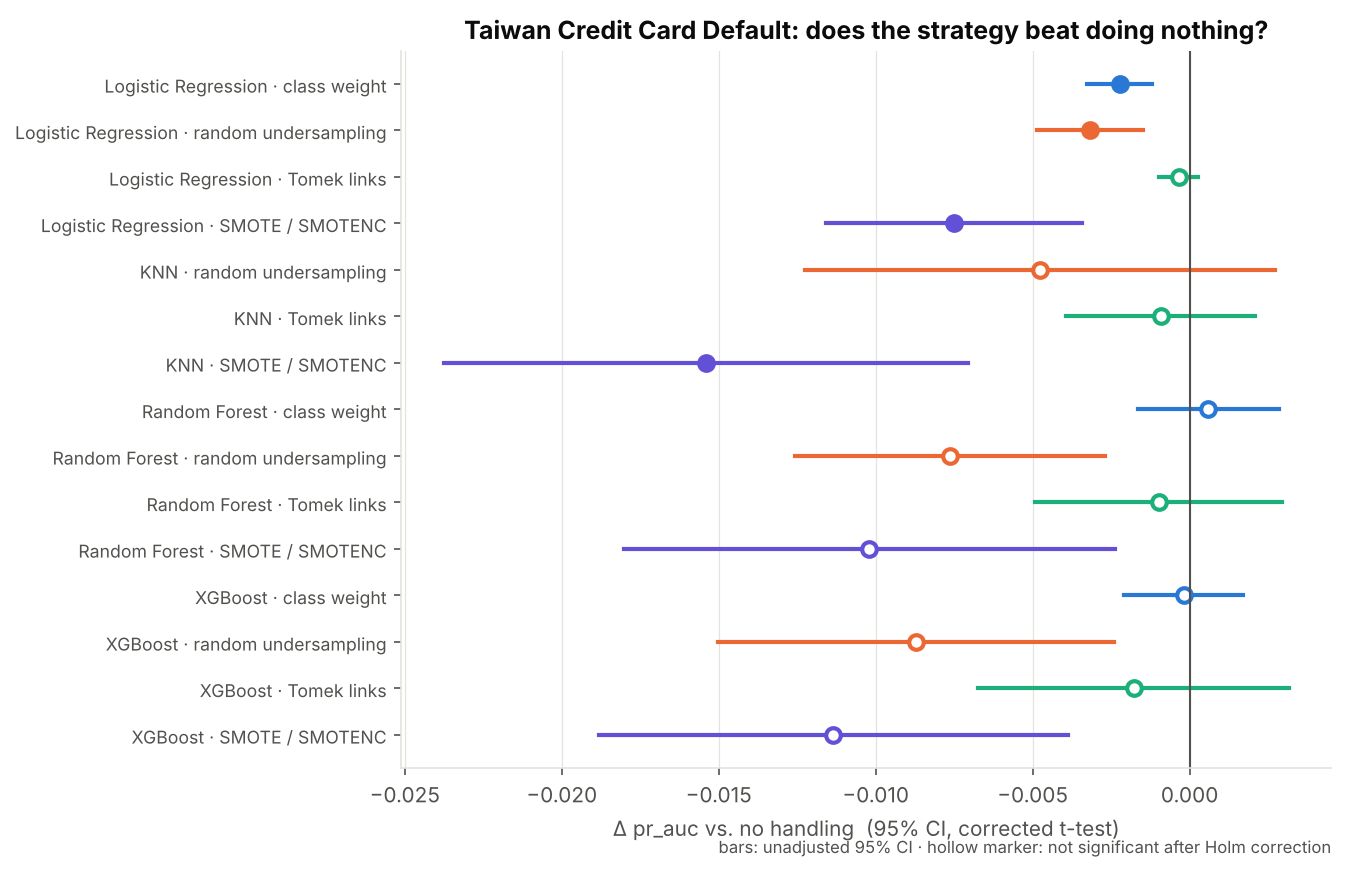 Taiwan Credit Card Default: does the strategy beat doing nothing?
Logistic Regression · class weight
Logistic Regression · random undersampling
Logistic Regression · Tomek links
Logistic Regression · SMOTE / SMOTENC
KNN · random undersampling
KNN · Tomek links
KNN · SMOTE / SMOTENC
Random Forest · class weight
Random Forest · random undersampling
Random Forest · Tomek links
Random Forest · SMOTE / SMOTENC
XGBoost · class weight
XGBoost · random undersampling
XGBoost · Tomek links
XGBoost · SMOTE / SMOTENC
−0.025 −0.020 −0.015 −0.010 −0.005 0.000
Δ pr_auc vs. no handling (95% CI, corrected t-test)
bars: unadjusted 95% CI · hollow marker: not significant after Holm correction